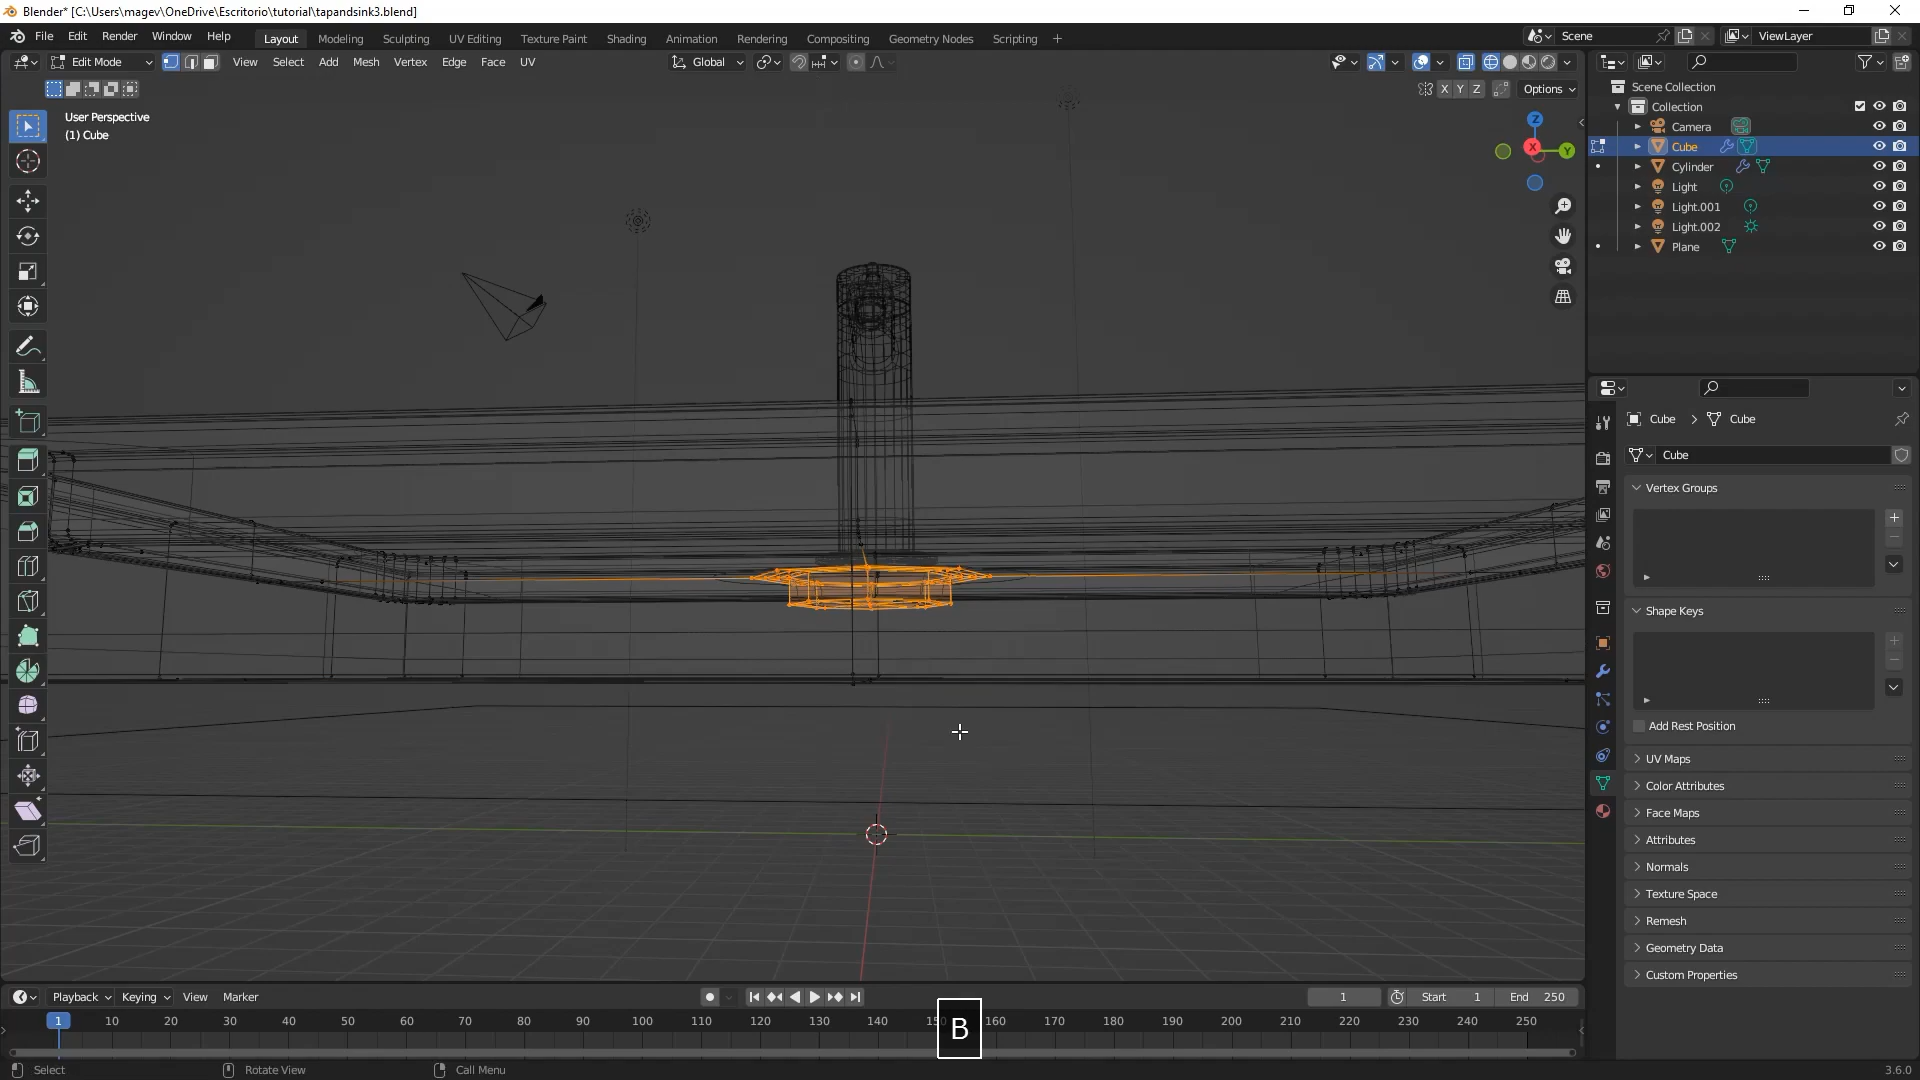 Blender* [C:\Users\magev\OneDrive\Escritorio\tutorial\tapandsink3.blend]
File Edit Render Window Help Layout Modeling Sculpting UV Editing Texture Paint Shading Animation Rendering Compositing Geometry Nodes Scripting + Scene ViewLayer
Edit Mode View Select Add Mesh Vertex Edge Face UV Global
X Y Z Options
User Perspective
(1) Cube
Z
X
Y
Scene Collection
Collection
Camera
Cube
Cylinder
Light
Light.001
Light.002
Plane
Cube > Cube
Cube
Vertex Groups
Shape Keys
Add Rest Position
UV Maps
Color Attributes
Face Maps
Attributes
Normals
Texture Space
Remesh
Geometry Data
Custom Properties
Playback Keying View Marker 1 Start 1 End 250
1 10 20 30 40 50 60 70 80 90 100 110 120 130 140 160 170 180 190 200 210 220 230 240 250
B
Select Rotate View Call Menu 3.6.0